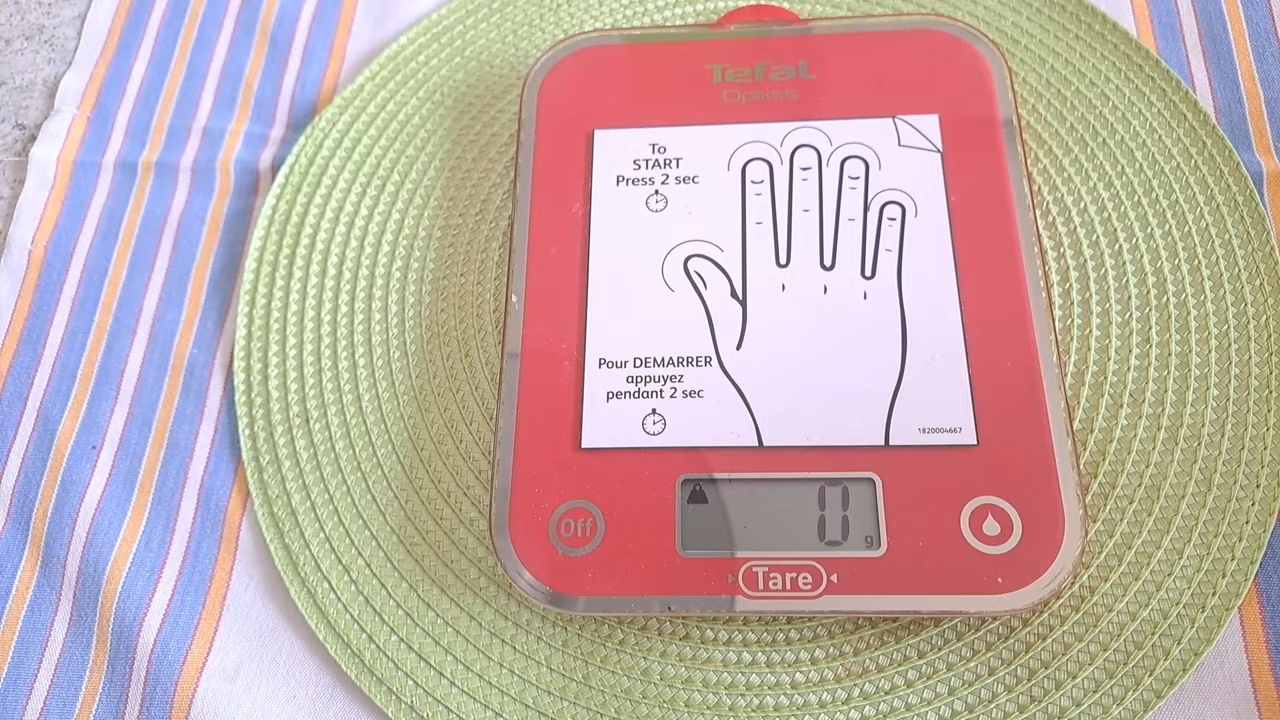 Tefal
Optiss
To
START
Press 2 sec
Pour DEMARRER
appuyez
pendant 2 sec
1820004667
Off
0 g
Tare